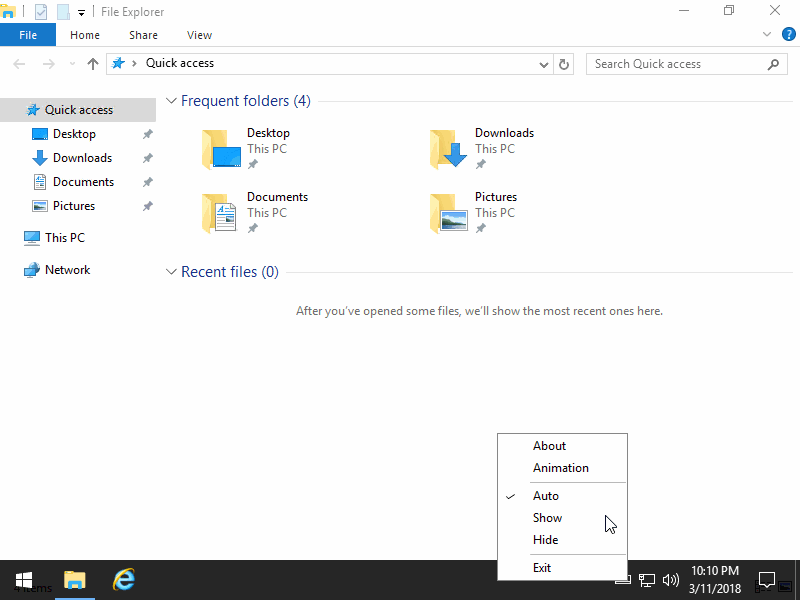 File Explorer
File
Home
Share
View
Quick access
Search Quick access
Quick access
Desktop
Downloads
Documents
Pictures
This PC
Network
Frequent folders (4)
Desktop
This PC
Downloads
This PC
Documents
This PC
Pictures
This PC
Recent files (0)
After you've opened some files, we'll show the most recent ones here.
About
Animation
Auto
Show
Hide
Exit
4 items
10:10 PM
3/11/2018